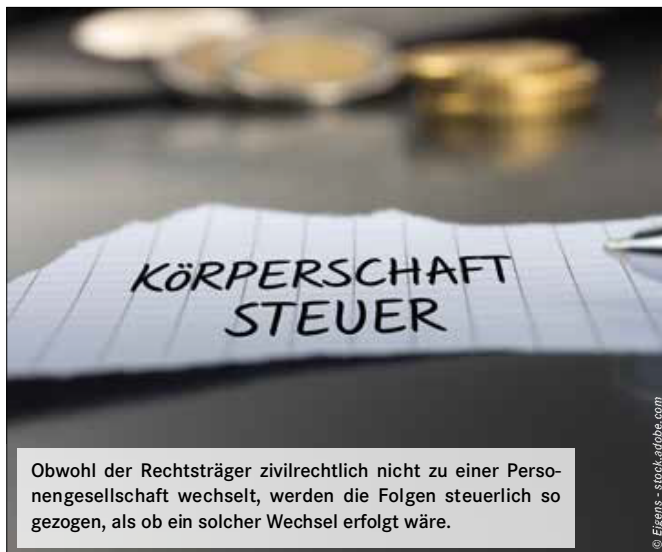 KÖRPERSCHAFT
STEUER
Obwohl der Rechtsträger zivilrechtlich nicht zu einer Perso-
nengesellschaft wechselt, werden die Folgen steuerlich so
gezogen, als ob ein solcher Wechsel erfolgt wäre.
© Eigens - stock.adobe.com